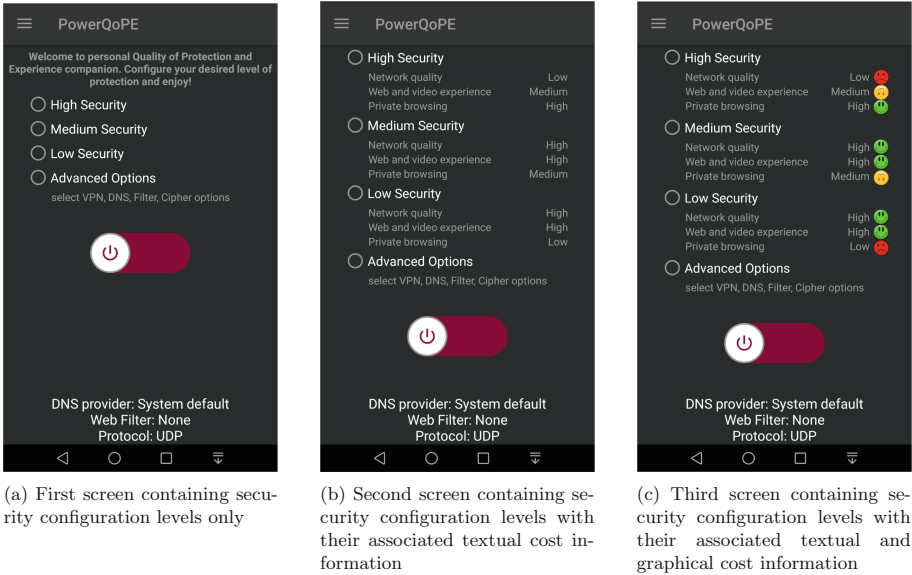 PowerQoPE
Welcome to personal Quality of Protection and
Experience companion. Configure your desired level of
protection and enjoy!
High Security
Medium Security
Low Security
Advanced Options
select VPN, DNS, Filter, Cipher options
DNS provider: System default
Web Filter: None
Protocol: UDP
(a) First screen containing secu-
rity configuration levels only
PowerQoPE
High Security
Network quality Low
Web and video experience Medium
Private browsing High
Medium Security
Network quality High
Web and video experience High
Private browsing Medium
Low Security
Network quality High
Web and video experience High
Private browsing Low
Advanced Options
select VPN, DNS, Filter, Cipher options
DNS provider: System default
Web Filter: None
Protocol: UDP
(b) Second screen containing se-
curity configuration levels with
their associated textual cost in-
formation
PowerQoPE
High Security
Network quality Low
Web and video experience Medium
Private browsing High
Medium Security
Network quality High
Web and video experience High
Private browsing Medium
Low Security
Network quality High
Web and video experience High
Private browsing Low
Advanced Options
select VPN, DNS, Filter, Cipher options
DNS provider: System default
Web Filter: None
Protocol: UDP
(c) Third screen containing se-
curity configuration levels with
their associated textual and
graphical cost information